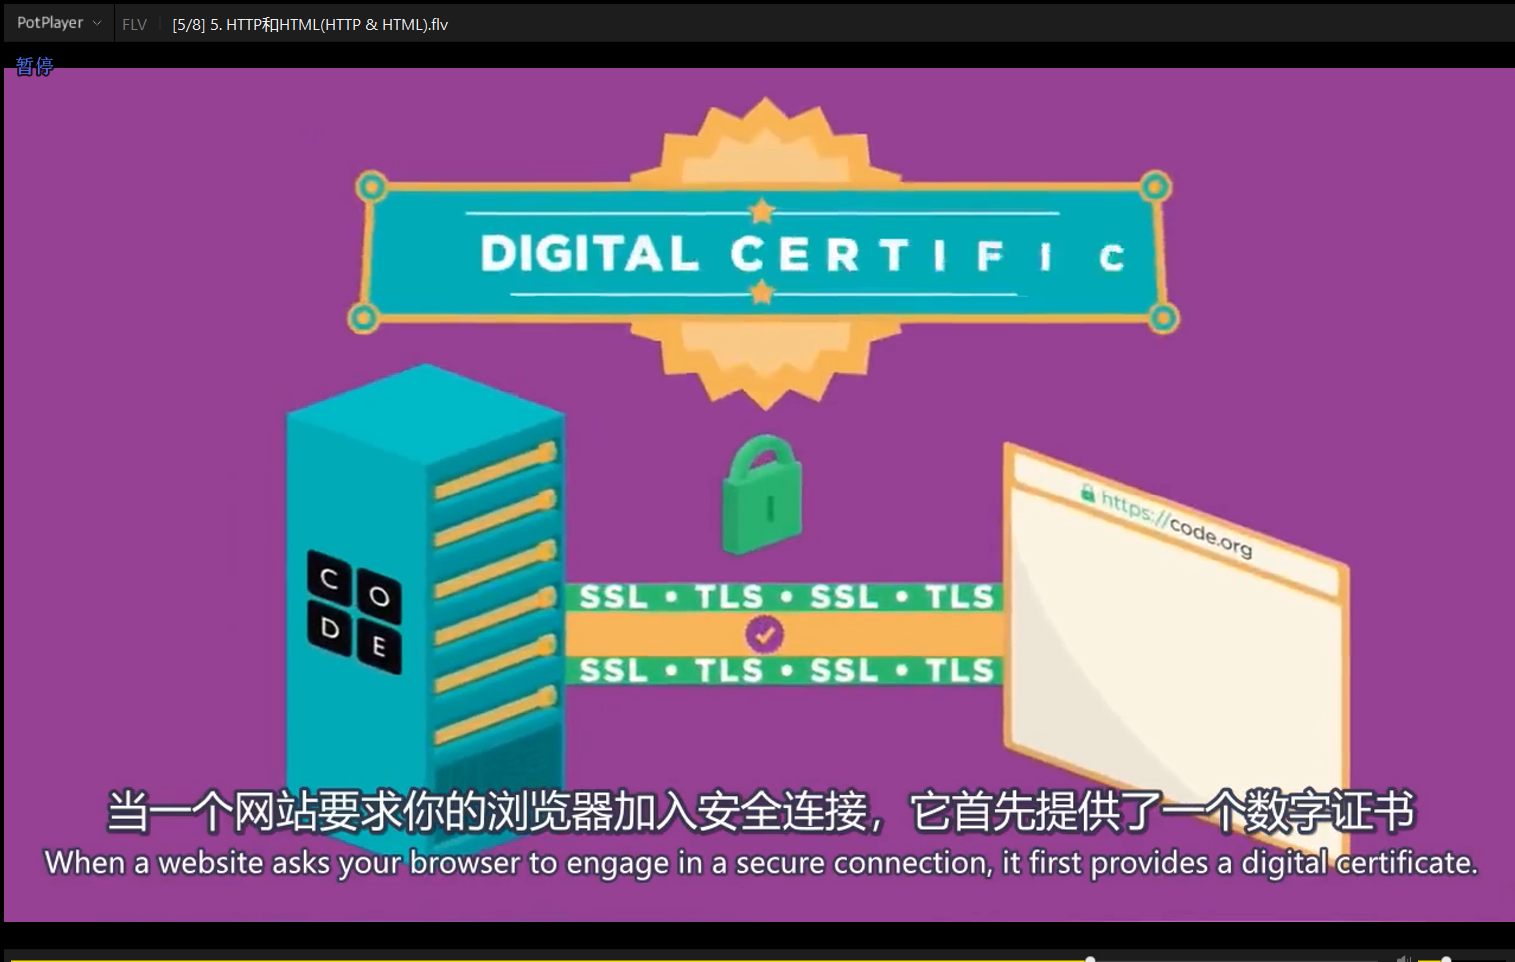 PotPlayer FLV [5/8] 5. HTTP和HTML(HTTP & HTML).flv
暂停
DIGITAL CERTIFIC
https://code.org
C O
D E
SSL • TLS • SSL • TLS
SSL • TLS • SSL • TLS
当一个网站要求你的浏览器加入安全连接，它首先提供了一个数字证书
When a website asks your browser to engage in a secure connection, it first provides a digital certificate.